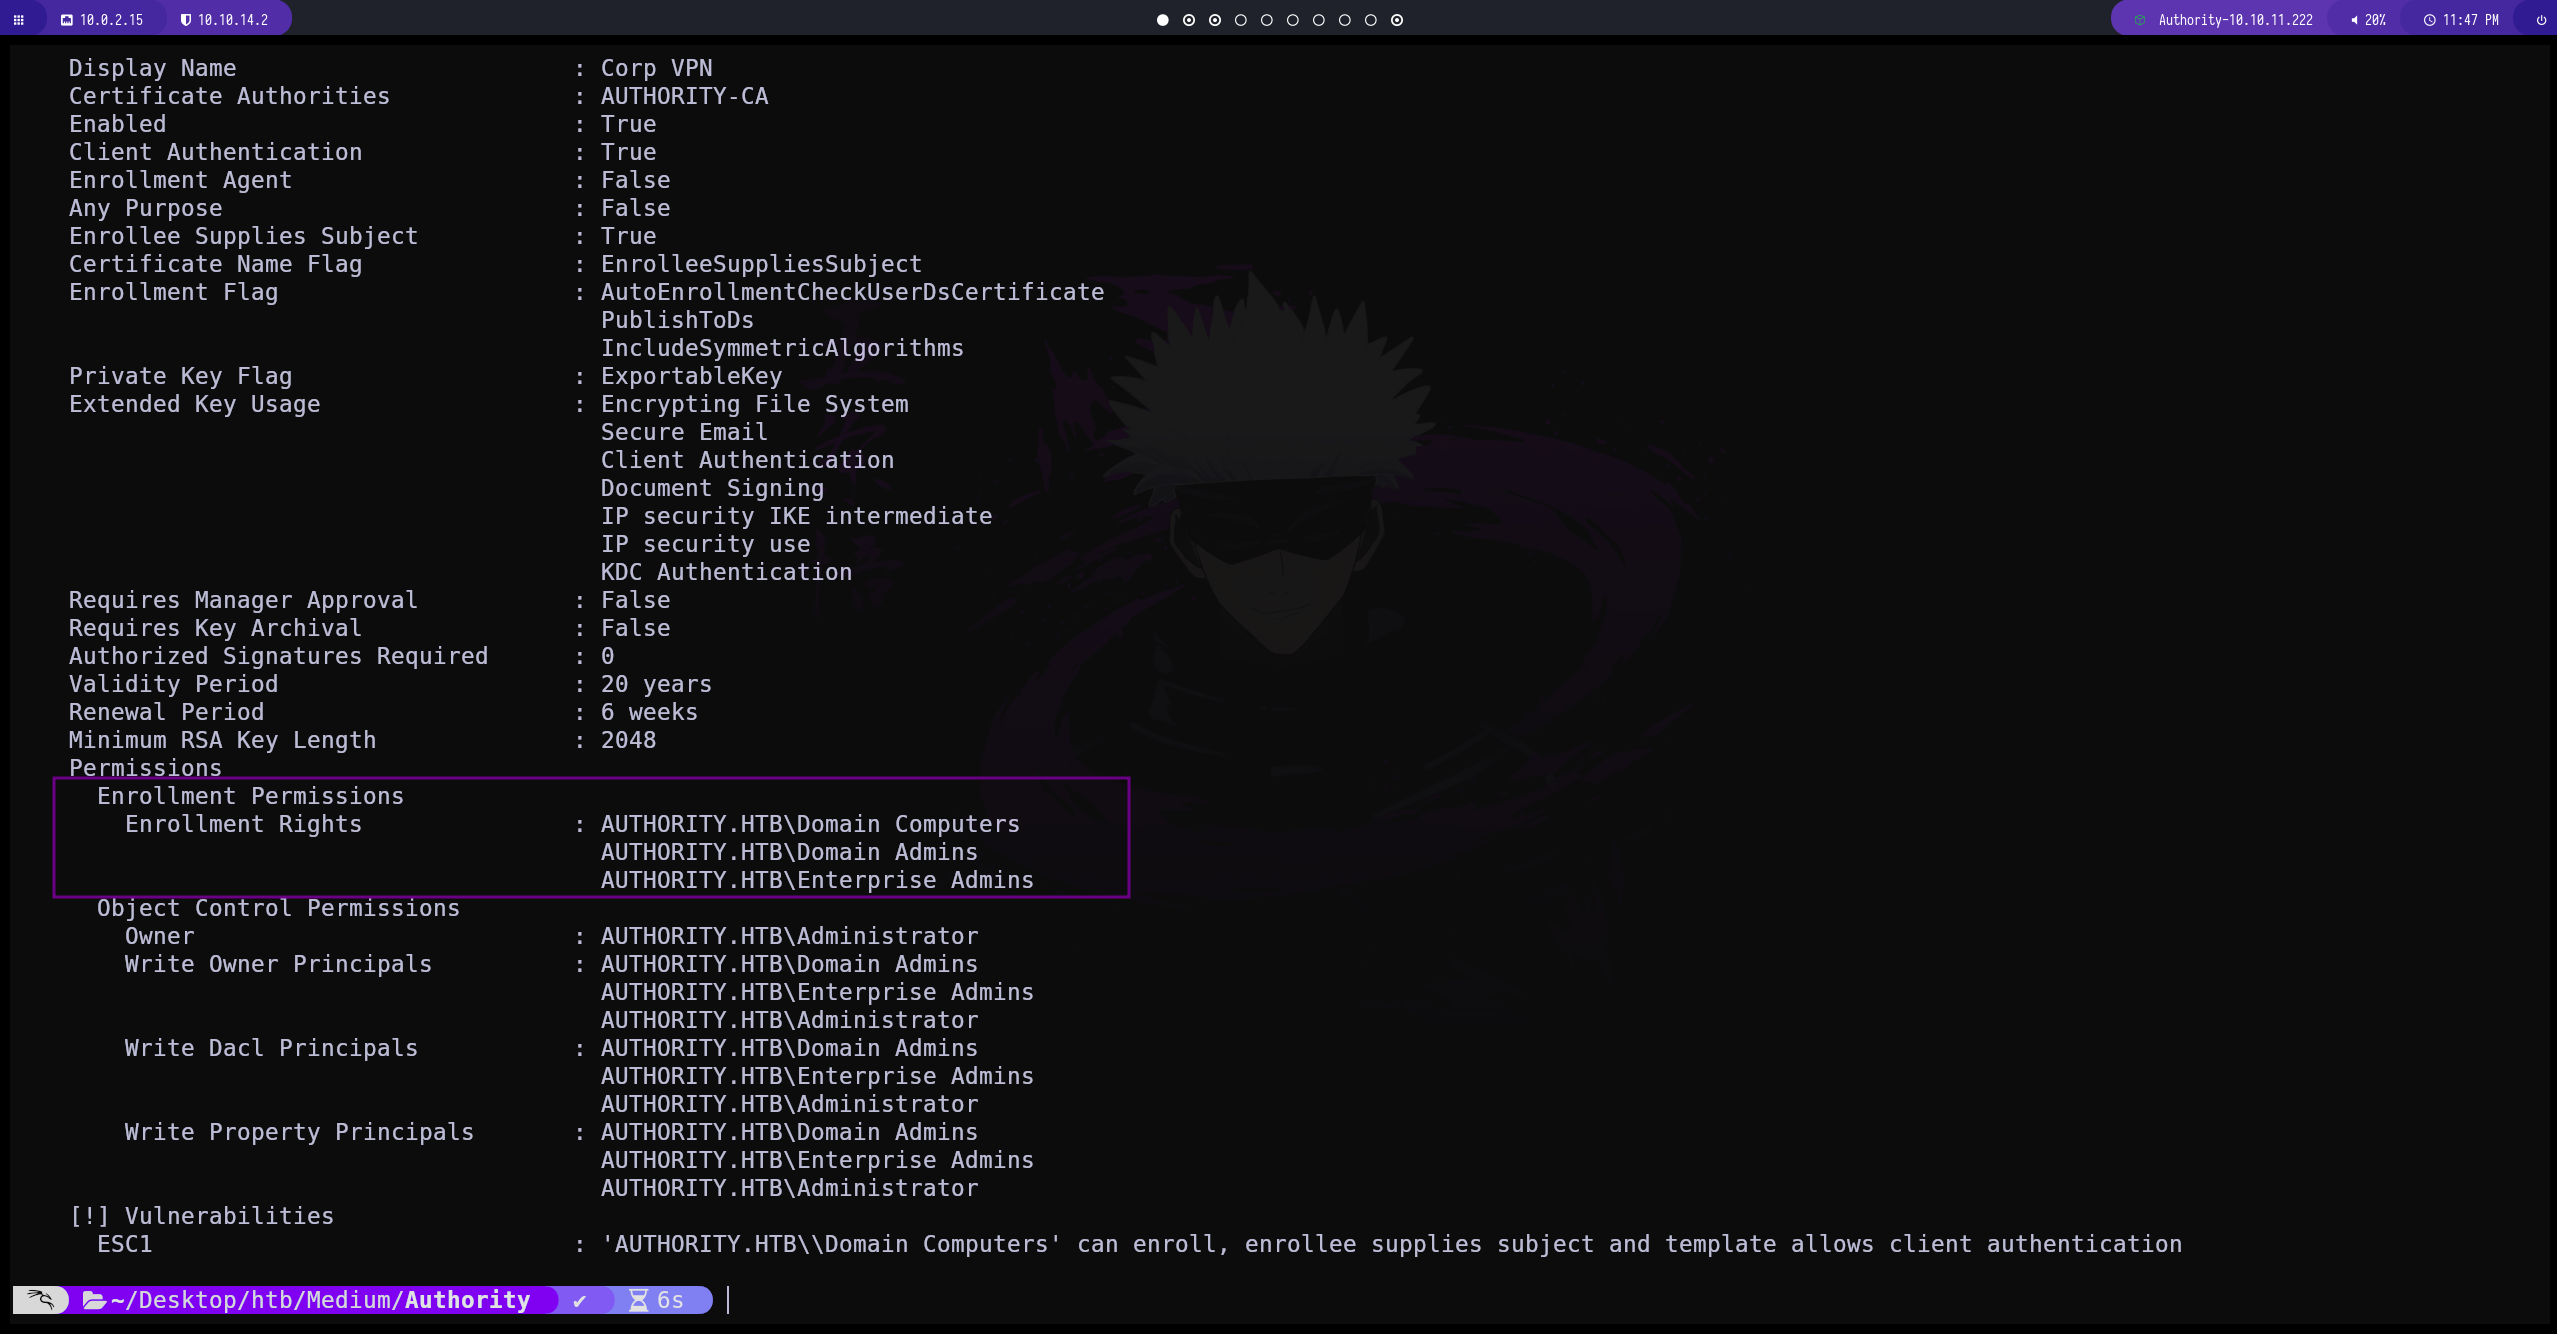 10.0.2.15 10.10.14.2 Authority-10.10.11.222 20% 11:47 PM
Display Name : Corp VPN
Certificate Authorities : AUTHORITY-CA
Enabled : True
Client Authentication : True
Enrollment Agent : False
Any Purpose : False
Enrollee Supplies Subject : True
Certificate Name Flag : EnrolleeSuppliesSubject
Enrollment Flag : AutoEnrollmentCheckUserDsCertificate
PublishToDs
IncludeSymmetricAlgorithms
Private Key Flag : ExportableKey
Extended Key Usage : Encrypting File System
Secure Email
Client Authentication
Document Signing
IP security IKE intermediate
IP security use
KDC Authentication
Requires Manager Approval : False
Requires Key Archival : False
Authorized Signatures Required : 0
Validity Period : 20 years
Renewal Period : 6 weeks
Minimum RSA Key Length : 2048
Permissions
Enrollment Permissions
Enrollment Rights : AUTHORITY.HTB\Domain Computers
AUTHORITY.HTB\Domain Admins
AUTHORITY.HTB\Enterprise Admins
Object Control Permissions
Owner : AUTHORITY.HTB\Administrator
Write Owner Principals : AUTHORITY.HTB\Domain Admins
AUTHORITY.HTB\Enterprise Admins
AUTHORITY.HTB\Administrator
Write Dacl Principals : AUTHORITY.HTB\Domain Admins
AUTHORITY.HTB\Enterprise Admins
AUTHORITY.HTB\Administrator
Write Property Principals : AUTHORITY.HTB\Domain Admins
AUTHORITY.HTB\Enterprise Admins
AUTHORITY.HTB\Administrator
[!] Vulnerabilities
ESC1 : 'AUTHORITY.HTB\\Domain Computers' can enroll, enrollee supplies subject and template allows client authentication
~/Desktop/htb/Medium/Authority ✔ 6s